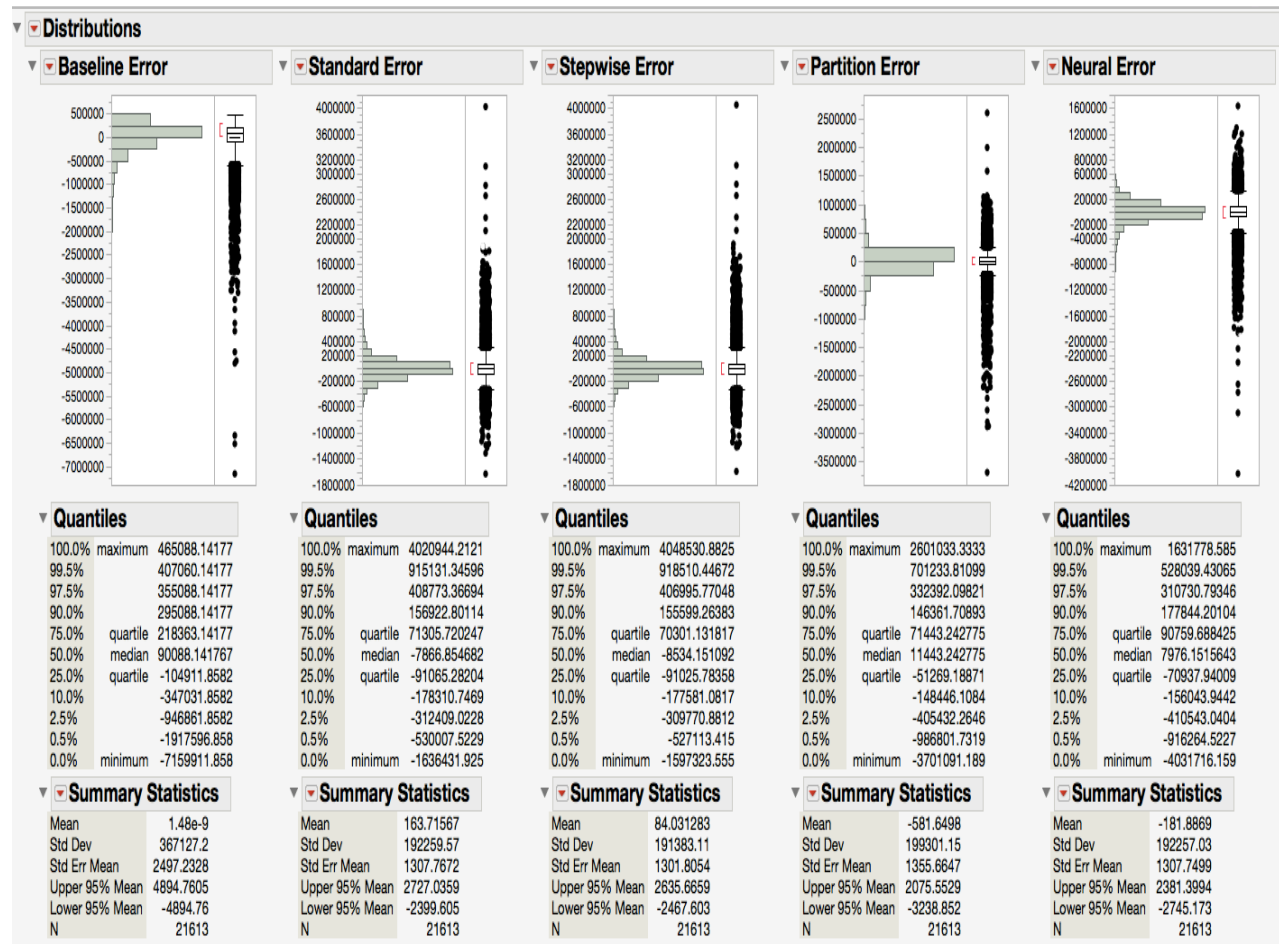 Distributions
Baseline Error
500000
0
-500000
-1000000
-1500000
-2000000
-2500000
-3000000
-3500000
-4000000
-4500000
-5000000
-5500000
-6000000
-6500000
-7000000
Quantiles
100.0% maximum 465088.14177
99.5% 407060.14177
97.5% 355088.14177
90.0% 295088.14177
75.0% quartile 218363.14177
50.0% median 90088.141767
25.0% quartile -104911.8582
10.0% -347031.8582
2.5% -946861.8582
0.5% -1917596.858
0.0% minimum -7159911.858
Summary Statistics
Mean 1.48e-9
Std Dev 367127.2
Std Err Mean 2497.2328
Upper 95% Mean 4894.7605
Lower 95% Mean -4894.76
N 21613
Standard Error
4000000
3600000
3200000
3000000
2600000
2200000
2000000
1600000
1200000
800000
400000
200000
-200000
-600000
-1000000
-1400000
-1800000
Quantiles
100.0% maximum 4020944.2121
99.5% 915131.34596
97.5% 408773.36694
90.0% 156922.80114
75.0% quartile 71305.720247
50.0% median -7866.854682
25.0% quartile -91065.28204
10.0% -178310.7469
2.5% -312409.0228
0.5% -530007.5229
0.0% minimum -1636431.925
Summary Statistics
Mean 163.71567
Std Dev 192259.57
Std Err Mean 1307.7672
Upper 95% Mean 2727.0359
Lower 95% Mean -2399.605
N 21613
Stepwise Error
4000000
3600000
3200000
3000000
2600000
2200000
2000000
1600000
1200000
800000
400000
200000
-200000
-600000
-1000000
-1400000
-1800000
Quantiles
100.0% maximum 4048530.8825
99.5% 918510.44672
97.5% 406995.77048
90.0% 155599.26383
75.0% quartile 70301.131817
50.0% median -8534.151092
25.0% quartile -91025.78358
10.0% -177581.0817
2.5% -309770.8812
0.5% -527113.415
0.0% minimum -1597323.555
Summary Statistics
Mean 84.031283
Std Dev 191383.11
Std Err Mean 1301.8054
Upper 95% Mean 2635.6659
Lower 95% Mean -2467.603
N 21613
Partition Error
2500000
2000000
1500000
1000000
500000
0
-500000
-1000000
-1500000
-2000000
-2500000
-3000000
-3500000
Quantiles
100.0% maximum 2601033.3333
99.5% 701233.81099
97.5% 332392.09821
90.0% 146361.70893
75.0% quartile 71443.242775
50.0% median 11443.242775
25.0% quartile -51269.18871
10.0% -148446.1084
2.5% -405432.2646
0.5% -986801.7319
0.0% minimum -3701091.189
Summary Statistics
Mean -581.6498
Std Dev 199301.15
Std Err Mean 1355.6647
Upper 95% Mean 2075.5529
Lower 95% Mean -3238.852
N 21613
Neural Error
1600000
1200000
800000
600000
200000
-200000
-400000
-800000
-1200000
-1600000
-2000000
-2200000
-2600000
-3000000
-3400000
-3800000
-4200000
Quantiles
100.0% maximum 1631778.585
99.5% 528039.43065
97.5% 310730.79346
90.0% 177844.20104
75.0% quartile 90759.688425
50.0% median 7976.1515643
25.0% quartile -70937.94009
10.0% -156043.9442
2.5% -410543.0404
0.5% -916264.5227
0.0% minimum -4031716.159
Summary Statistics
Mean -181.8869
Std Dev 192257.03
Std Err Mean 1307.7499
Upper 95% Mean 2381.3994
Lower 95% Mean -2745.173
N 21613